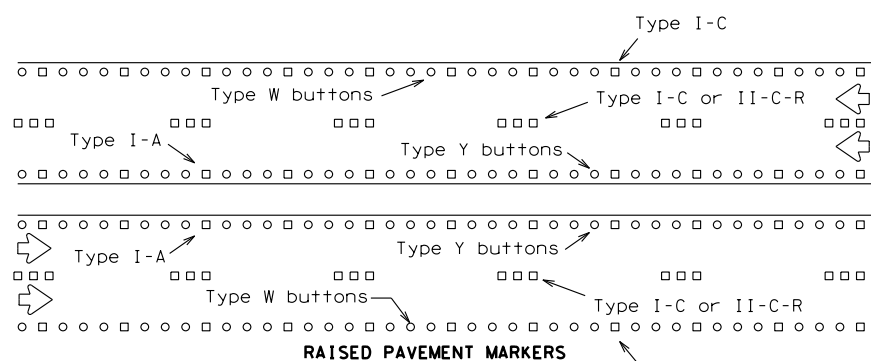 Type I-C
Type W buttons
Type I-C or II-C-R
Type I-A
Type Y buttons
Type I-A
Type Y buttons
Type W buttons
Type I-C or II-C-R
RAISED PAVEMENT MARKERS